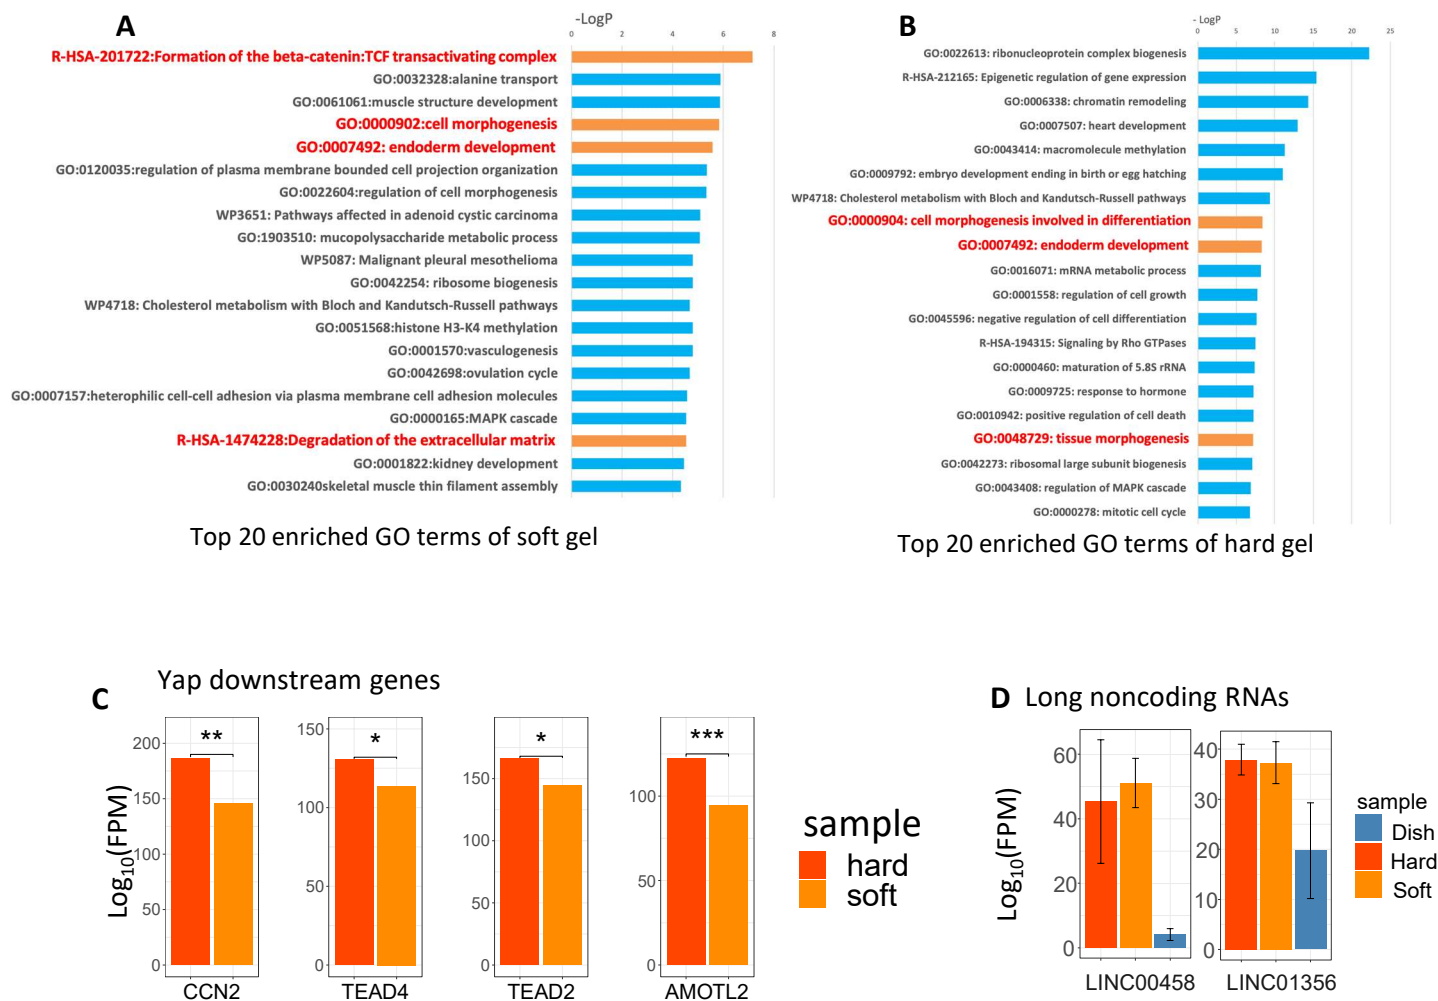 A
-LogP
0 2 4 6 8
R-HSA-201722:Formation of the beta-catenin:TCF transactivating complex
GO:0032328:alanine transport
GO:0061061:muscle structure development
GO:0000902:cell morphogenesis
GO:0007492: endoderm development
GO:0120035:regulation of plasma membrane bounded cell projection organization
GO:0022604:regulation of cell morphogenesis
WP3651: Pathways affected in adenoid cystic carcinoma
GO:1903510: mucopolysaccharide metabolic process
WP5087: Malignant pleural mesothelioma
GO:0042254: ribosome biogenesis
WP4718: Cholesterol metabolism with Bloch and Kandutsch-Russell pathways
GO:0051568:histone H3-K4 methylation
GO:0001570:vasculogenesis
GO:0042698:ovulation cycle
GO:0007157:heterophilic cell-cell adhesion via plasma membrane cell adhesion molecules
GO:0000165:MAPK cascade
R-HSA-1474228:Degradation of the extracellular matrix
GO:0001822:kidney development
GO:0030240skeletal muscle thin filament assembly
Top 20 enriched GO terms of soft gel
B
- LogP
0 5 10 15 20 25
GO:0022613: ribonucleoprotein complex biogenesis
R-HSA-212165: Epigenetic regulation of gene expression
GO:0006338: chromatin remodeling
GO:0007507: heart development
GO:0043414: macromolecule methylation
GO:0009792: embryo development ending in birth or egg hatching
WP4718: Cholesterol metabolism with Bloch and Kandutsch-Russell pathways
GO:0000904: cell morphogenesis involved in differentiation
GO:0007492: endoderm development
GO:0016071: mRNA metabolic process
GO:0001558: regulation of cell growth
GO:0045596: negative regulation of cell differentiation
R-HSA-194315: Signaling by Rho GTPases
GO:0000460: maturation of 5.8S rRNA
GO:0009725: response to hormone
GO:0010942: positive regulation of cell death
GO:0048729: tissue morphogenesis
GO:0042273: ribosomal large subunit biogenesis
GO:0043408: regulation of MAPK cascade
GO:0000278: mitotic cell cycle
Top 20 enriched GO terms of hard gel
C
Yap downstream genes
Log10(FPM)
200
150
100
50
0
**
CCN2
150
100
50
0
*
TEAD4
150
100
50
0
*
TEAD2
100
50
0
***
AMOTL2
sample
hard
soft
D Long noncoding RNAs
Log10(FPM)
60
40
20
0
LINC00458
40
30
20
10
0
LINC01356
sample
Dish
Hard
Soft